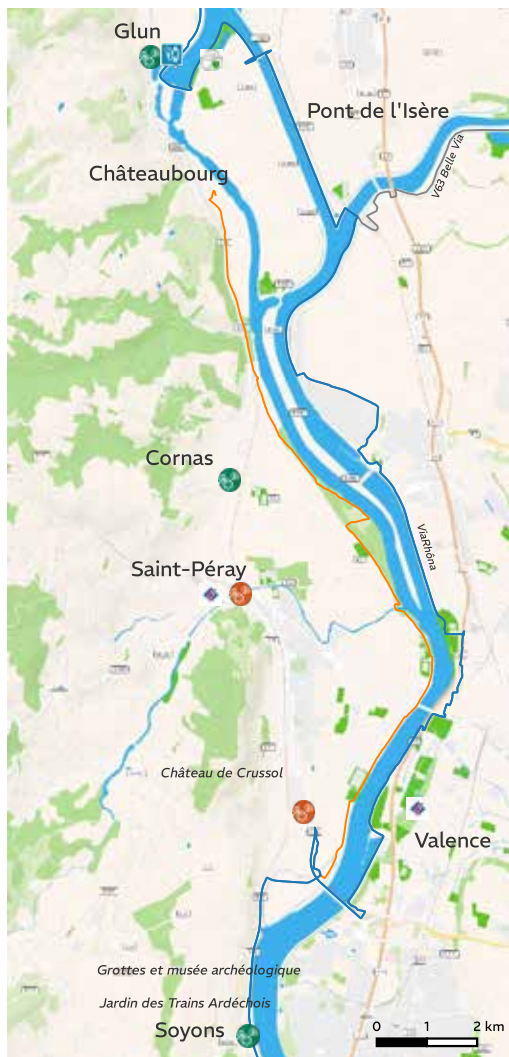 Glun
Pont de l'Isère
V63 Belle Via
Châteaubourg
Cornas
ViaRhôna
Saint-Péray
Château de Crussol
Valence
Grottes et musée archéologique
Jardin des Trains Ardéchois
Soyons
0 1 2 km